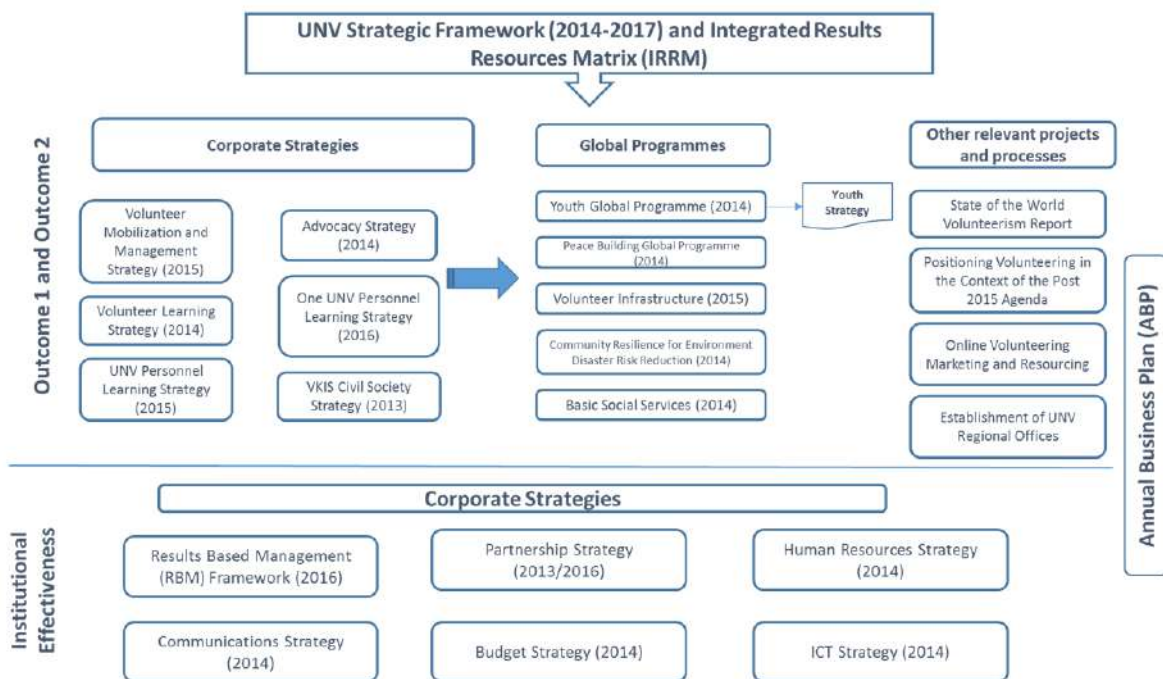 UNV Strategic Framework (2014-2017) and Integrated Results
Resources Matrix (IRRM)
Outcome 1 and Outcome 2
Corporate Strategies
Volunteer
Mobilization and
Management
Strategy (2015)
Volunteer Learning
Strategy (2014)
UNV Personnel
Learning Strategy
(2015)
Advocacy Strategy
(2014)
One UNV Personnel
Learning Strategy
(2016)
VKIS Civil Society
Strategy (2013)
Global Programmes
Youth Global Programme (2014)
Youth
Strategy
Peace Building Global Programme
(2014)
Volunteer Infrastructure (2015)
Community Resilience for Environment
Disaster Risk Reduction (2014)
Basic Social Services (2014)
Other relevant projects
and processes
State of the World
Volunteerism Report
Positioning Volunteering in
the Context of the Post
2015 Agenda
Online Volunteering
Marketing and Resourcing
Establishment of UNV
Regional Offices
Annual Business Plan (ABP)
Institutional
Effectiveness
Corporate Strategies
Results Based Management
(RBM) Framework (2016)
Partnership Strategy
(2013/2016)
Human Resources Strategy
(2014)
Communications Strategy
(2014)
Budget Strategy (2014)
ICT Strategy (2014)